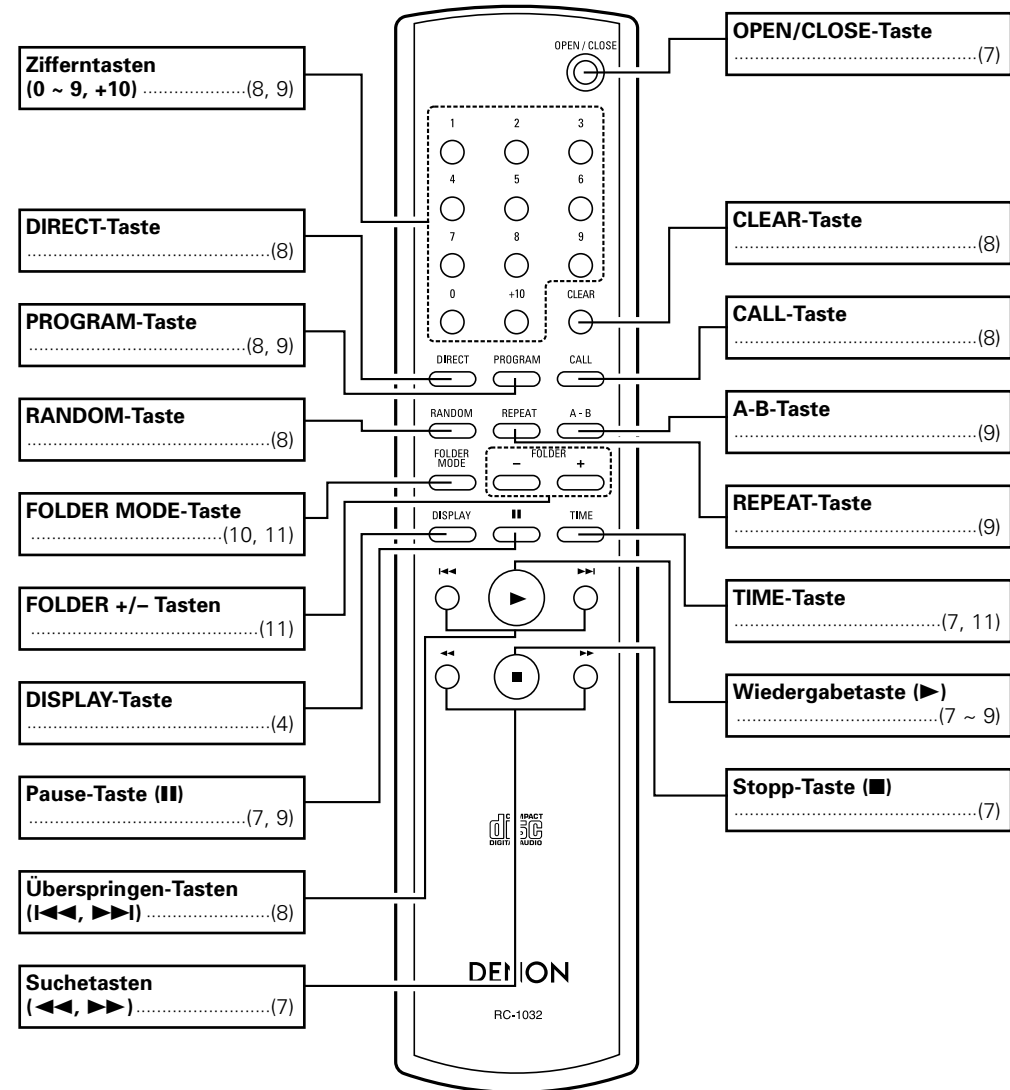 Zifferntasten
(0 ~ 9, +10) ....................(8, 9)
DIRECT-Taste
..............................................(8)
PROGRAM-Taste
.........................................(8, 9)
RANDOM-Taste
..............................................(8)
FOLDER MODE-Taste
.....................................(10, 11)
FOLDER +/– Tasten
...........................................(11)
DISPLAY-Taste
..............................................(4)
Pause-Taste (❚❚)
.........................................(7, 9)
Überspringen-Tasten
(I◀◀, ▶▶I) .......................(8)
Suchetasten
(◀◀, ▶▶) .........................(7)
OPEN / CLOSE
1 2 3
4 5 6
7 8 9
0 +10 CLEAR
DIRECT PROGRAM CALL
RANDOM REPEAT A - B
FOLDER
MODE
– FOLDER +
DISPLAY ❚❚ TIME
I◀◀ ▶ ▶▶I
◀◀ ■ ▶▶
COMPACT
disc
DIGITAL AUDIO
DENON
RC-1032
OPEN/CLOSE-Taste
..............................................(7)
CLEAR-Taste
..............................................(8)
CALL-Taste
..............................................(8)
A-B-Taste
..............................................(9)
REPEAT-Taste
..............................................(9)
TIME-Taste
.......................................(7, 11)
Wiedergabetaste (▶)
......................................(7 ~ 9)
Stopp-Taste (■)
..............................................(7)